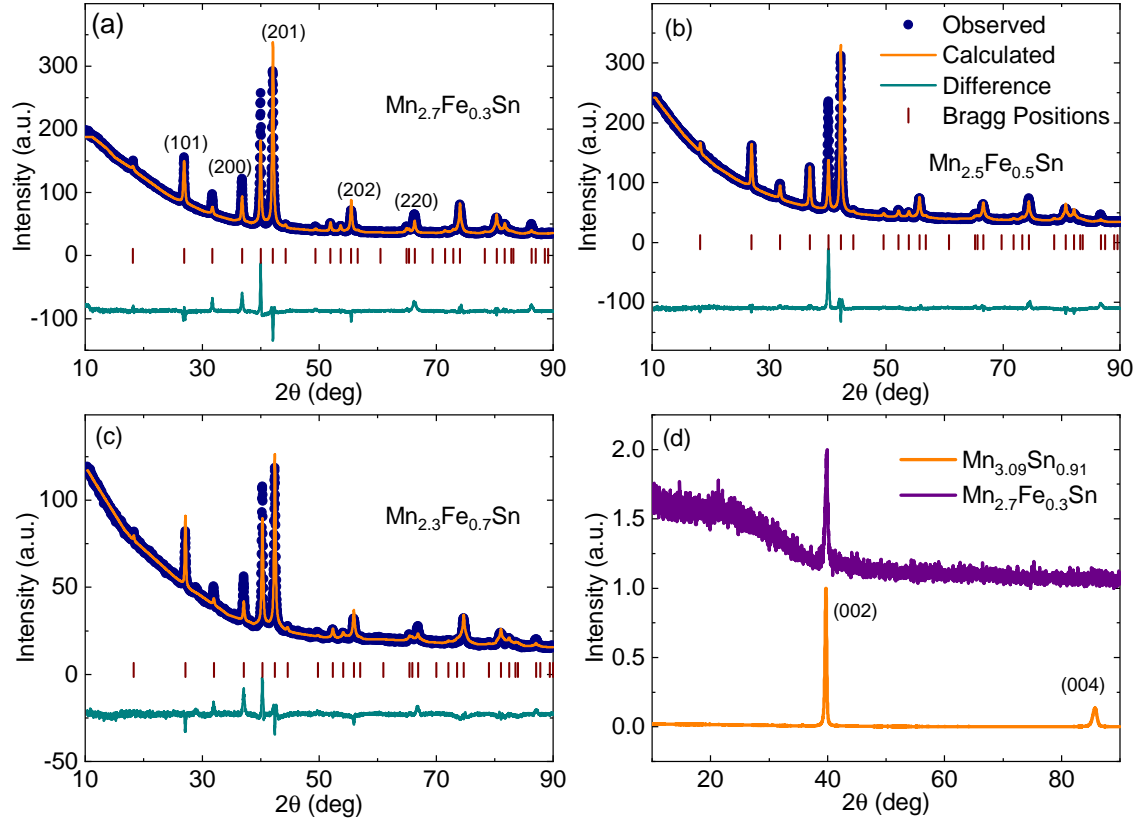 (a)
Mn2.7Fe0.3Sn
(101)
(200)
(201)
(202)
(220)
Intensity (a.u.)
300
200
100
0
-100
10 30 50 70 90
2θ (deg)
(b)
Observed
Calculated
Difference
Bragg Positions
Mn2.5Fe0.5Sn
Intensity (a.u.)
300
200
100
0
-100
10 30 50 70 90
2θ (deg)
(c)
Mn2.3Fe0.7Sn
Intensity (a.u.)
100
50
0
-50
10 30 50 70 90
2θ (deg)
(d)
Mn3.09Sn0.91
Mn2.7Fe0.3Sn
(002)
(004)
Intensity (a.u.)
2.0
1.5
1.0
0.5
0.0
20 40 60 80
2θ (deg)